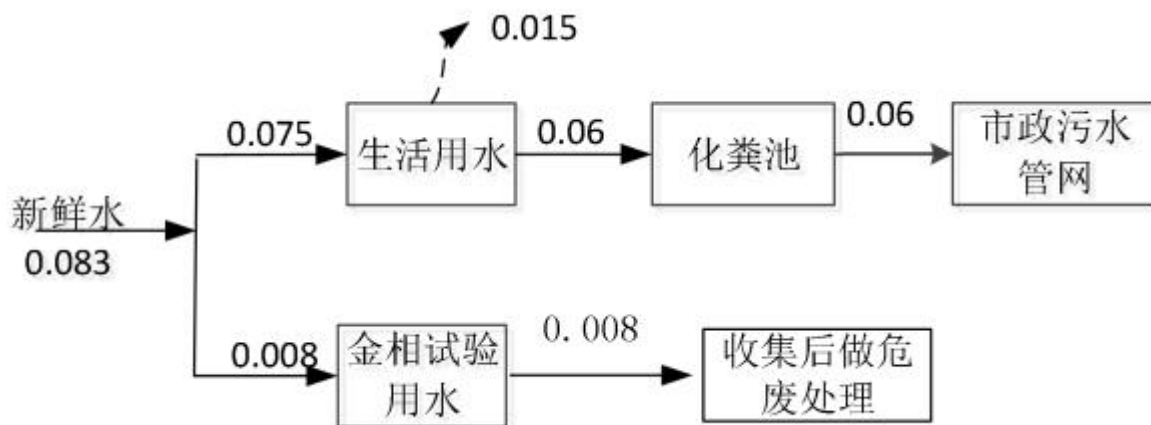 0.015
0.075
生活用水
0.06
化粪池
0.06
市政污水
管网
新鲜水
0.083
0.008
金相试验
用水
0.008
收集后做危
废处理